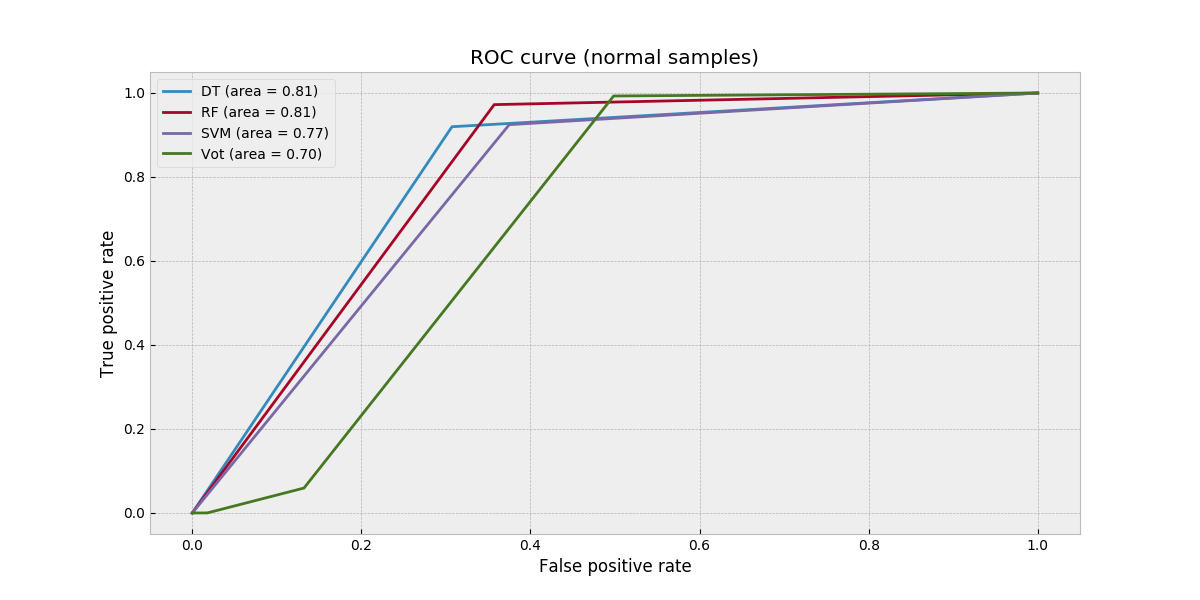 ROC curve (normal samples)
DT (area = 0.81)
RF (area = 0.81)
SVM (area = 0.77)
Vot (area = 0.70)
True positive rate
1.0
0.8
0.6
0.4
0.2
0.0
0.0 0.2 0.4 0.6 0.8 1.0
False positive rate